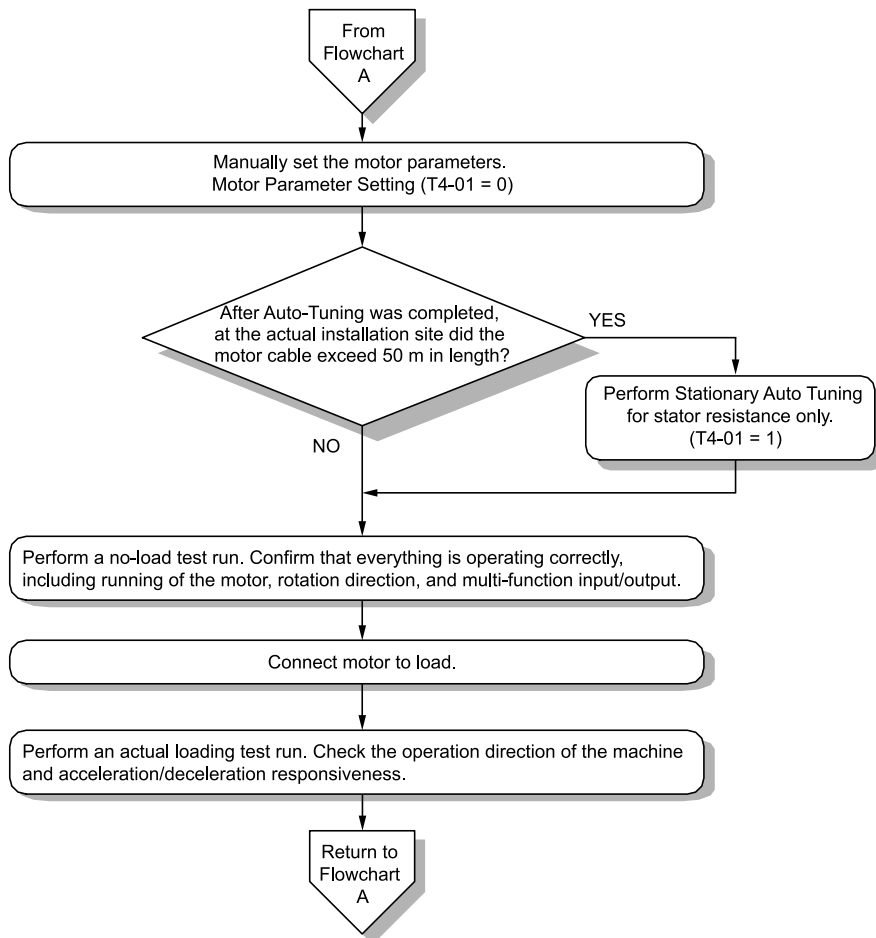 From
Flowchart
A
Manually set the motor parameters.
Motor Parameter Setting (T4-01 = 0)
After Auto-Tuning was completed,
at the actual installation site did the
motor cable exceed 50 m in length?
YES
Perform Stationary Auto Tuning
for stator resistance only.
(T4-01 = 1)
NO
Perform a no-load test run. Confirm that everything is operating correctly,
including running of the motor, rotation direction, and multi-function input/output.
Connect motor to load.
Perform an actual loading test run. Check the operation direction of the machine
and acceleration/deceleration responsiveness.
Return to
Flowchart
A